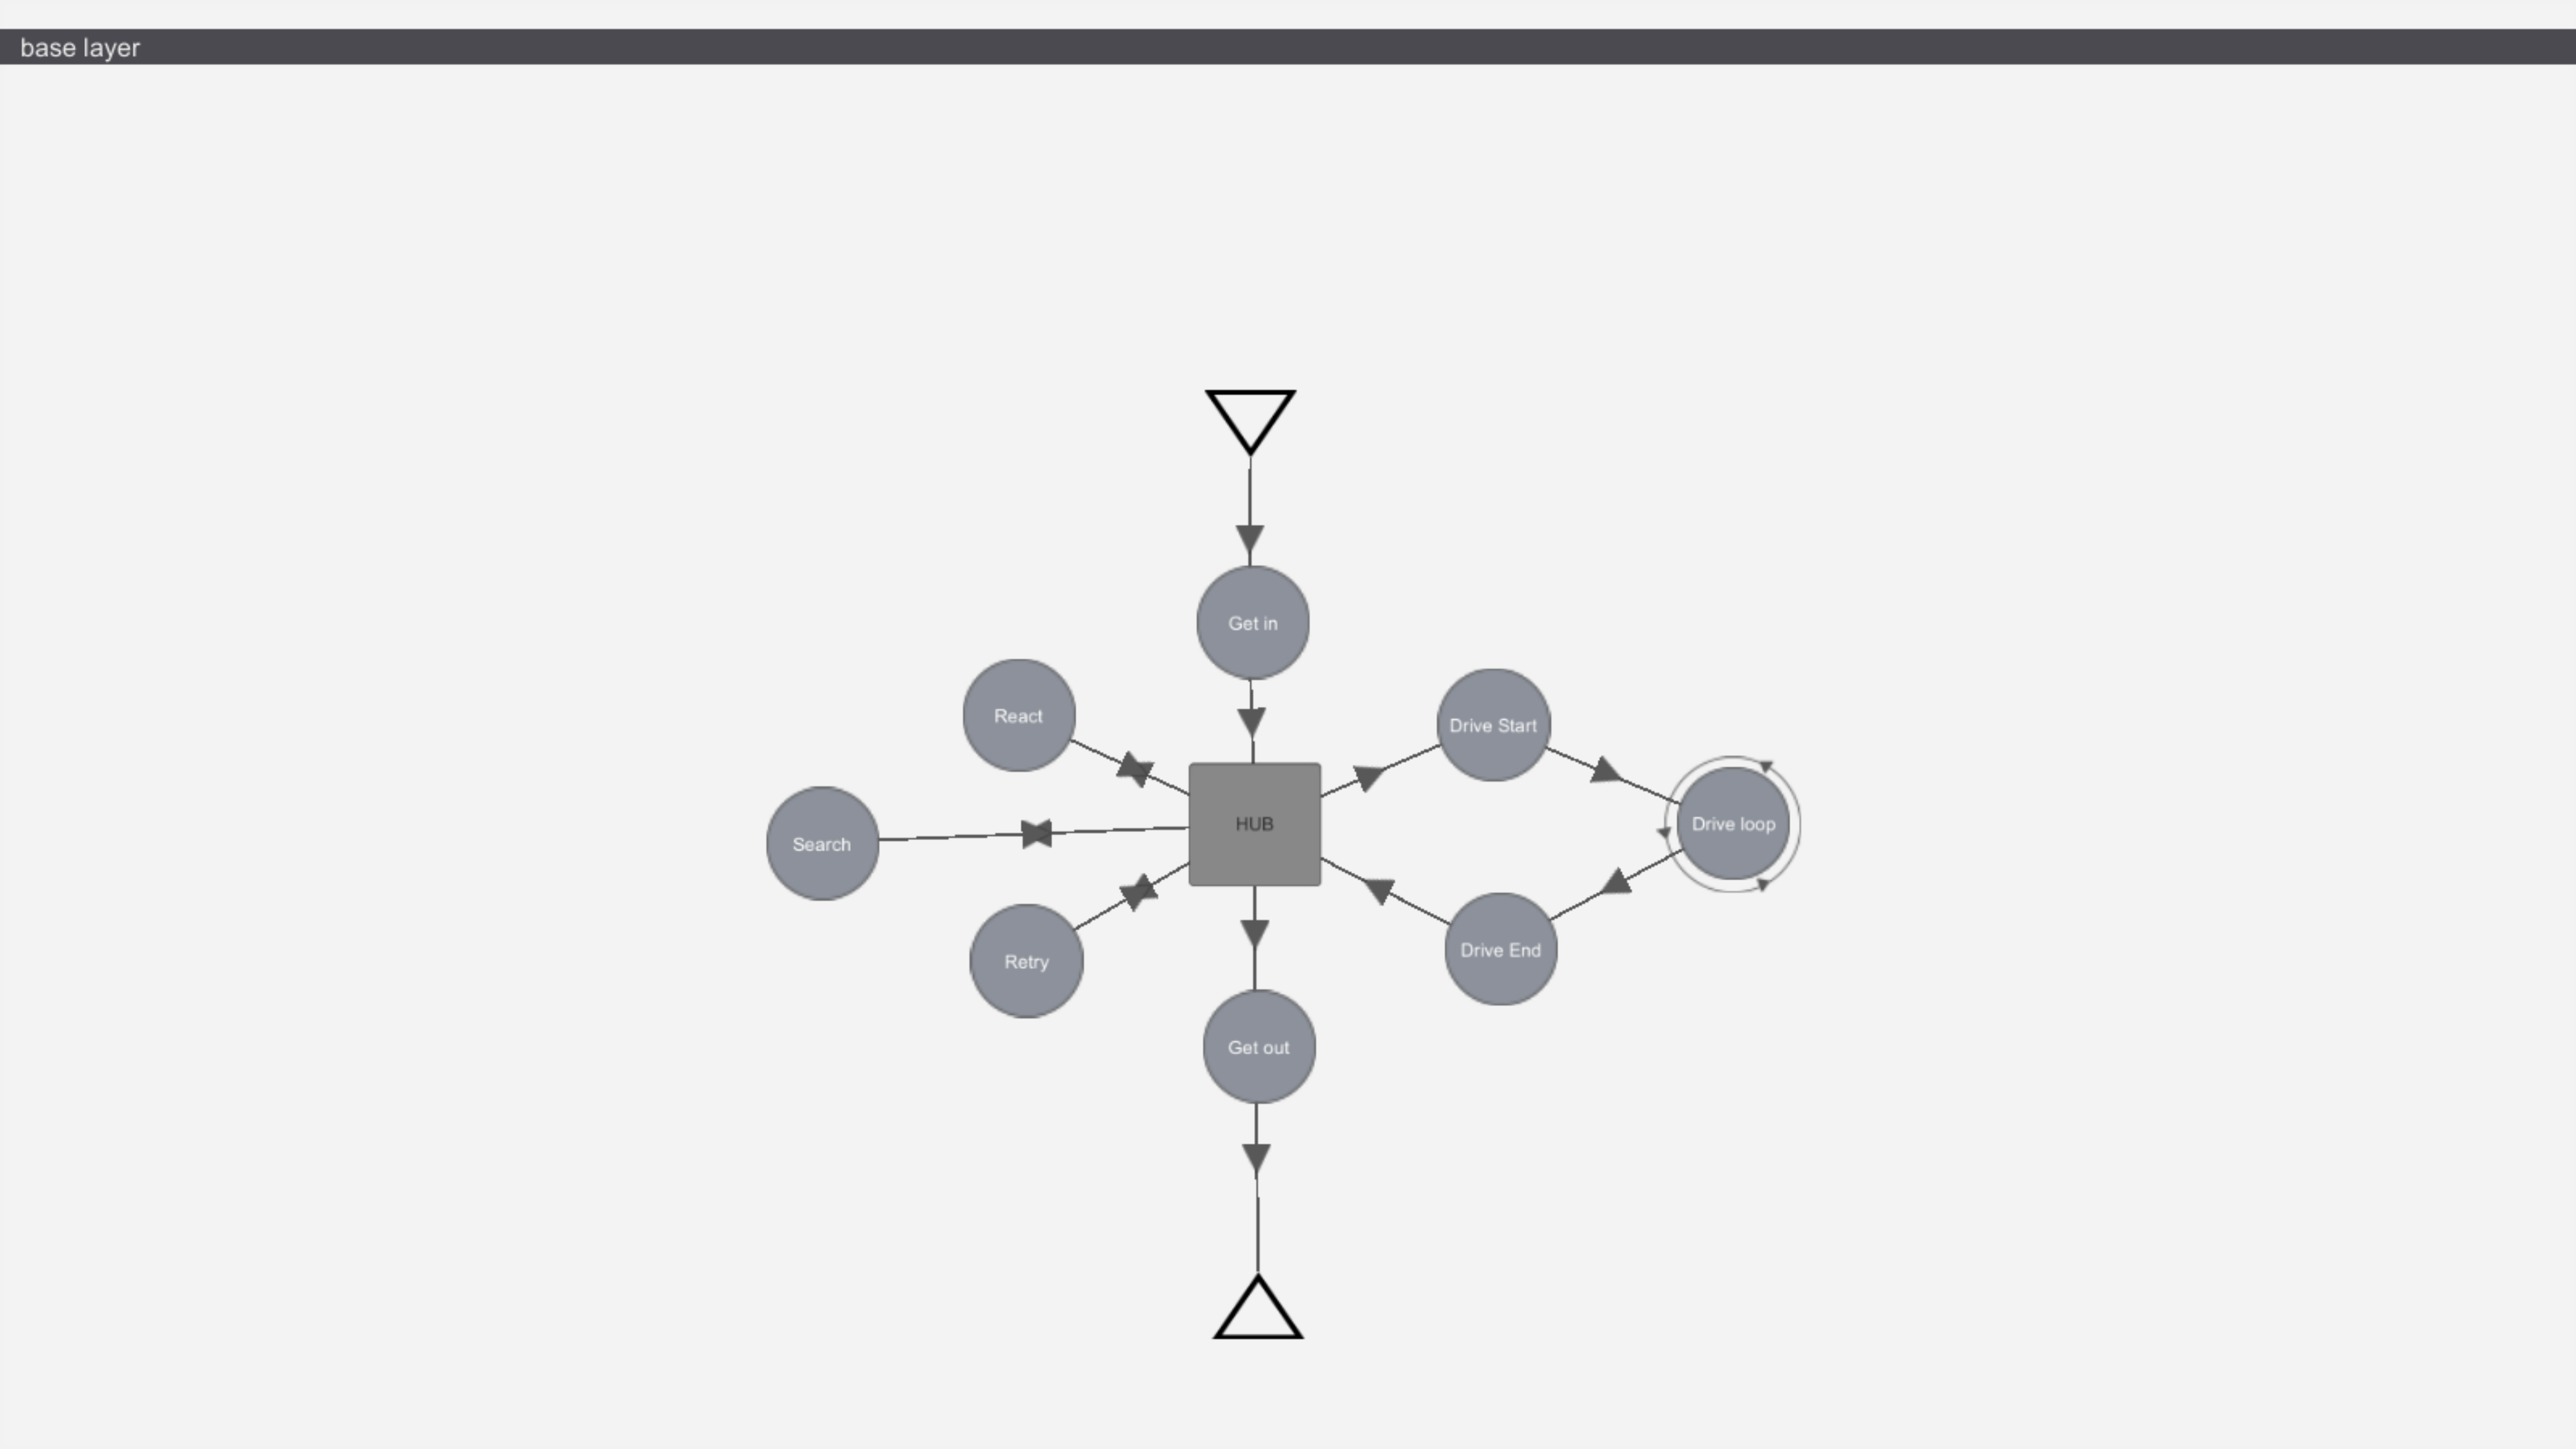 base layer
Get in
React
Drive Start
HUB
Drive loop
Search
Drive End
Retry
Get out